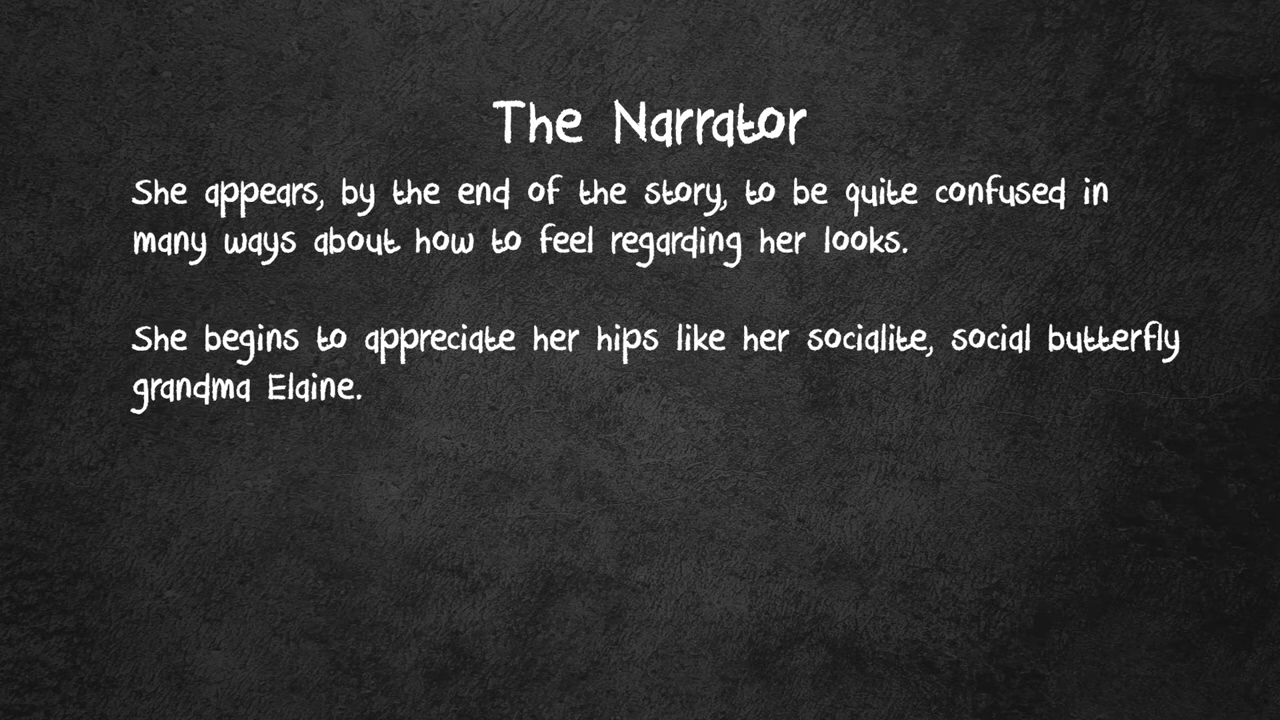 The Narrator
She appears, by the end of the story, to be quite confused in
many ways about how to feel regarding her looks.
She begins to appreciate her hips like her socialite, social butterfly
grandma Elaine.